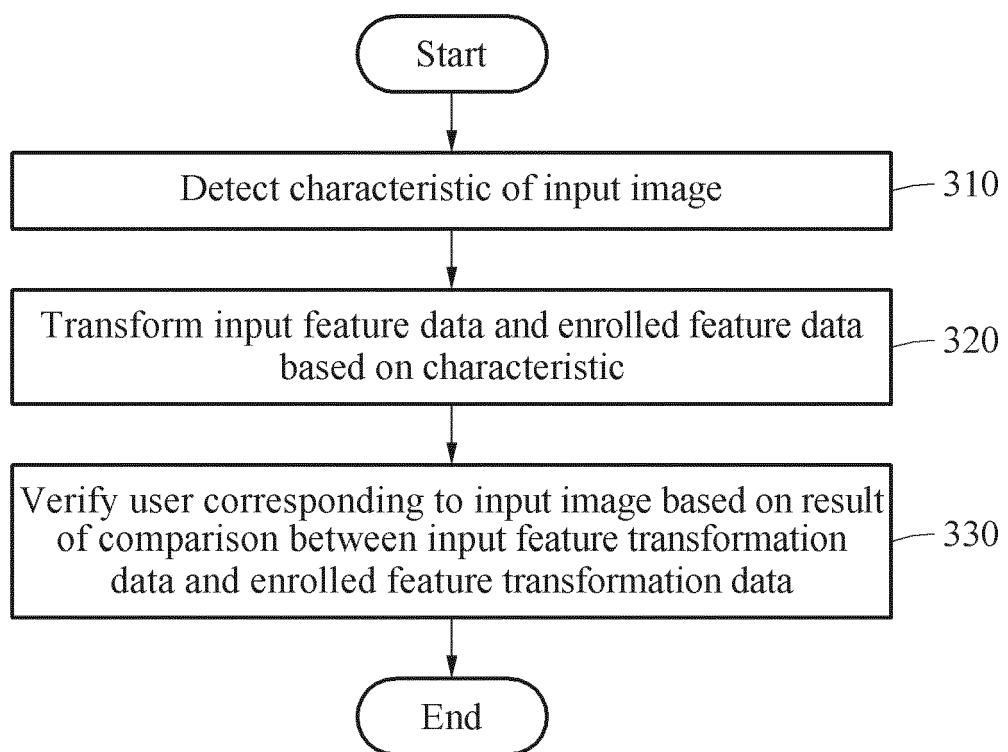 Start
Detect characteristic of input image
310
Transform input feature data and enrolled feature data
based on characteristic
320
Verify user corresponding to input image based on result
of comparison between input feature transformation
data and enrolled feature transformation data
330
End